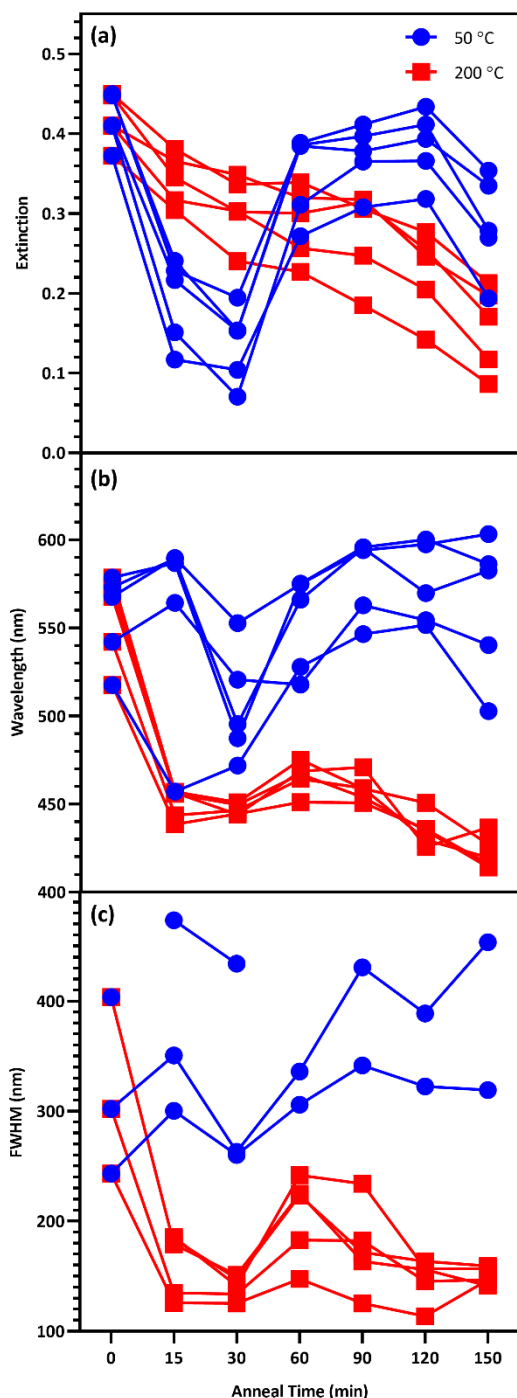 (a)
50 °C
200 °C
0.5
0.4
0.3
0.2
0.1
0.0
Extinction
(b)
600
550
500
450
400
Wavelength (nm)
(c)
400
300
200
100
FWHM (nm)
0 15 30 60 90 120 150
Anneal Time (min)